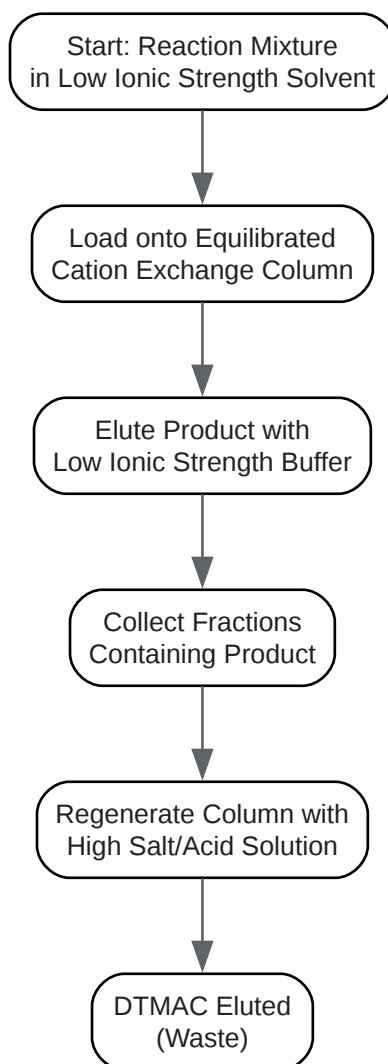 Start: Reaction Mixture
in Low Ionic Strength Solvent
Load onto Equilibrated
Cation Exchange Column
Elute Product with
Low Ionic Strength Buffer
Collect Fractions
Containing Product
Regenerate Column with
High Salt/Acid Solution
DTMAC Eluted
(Waste)